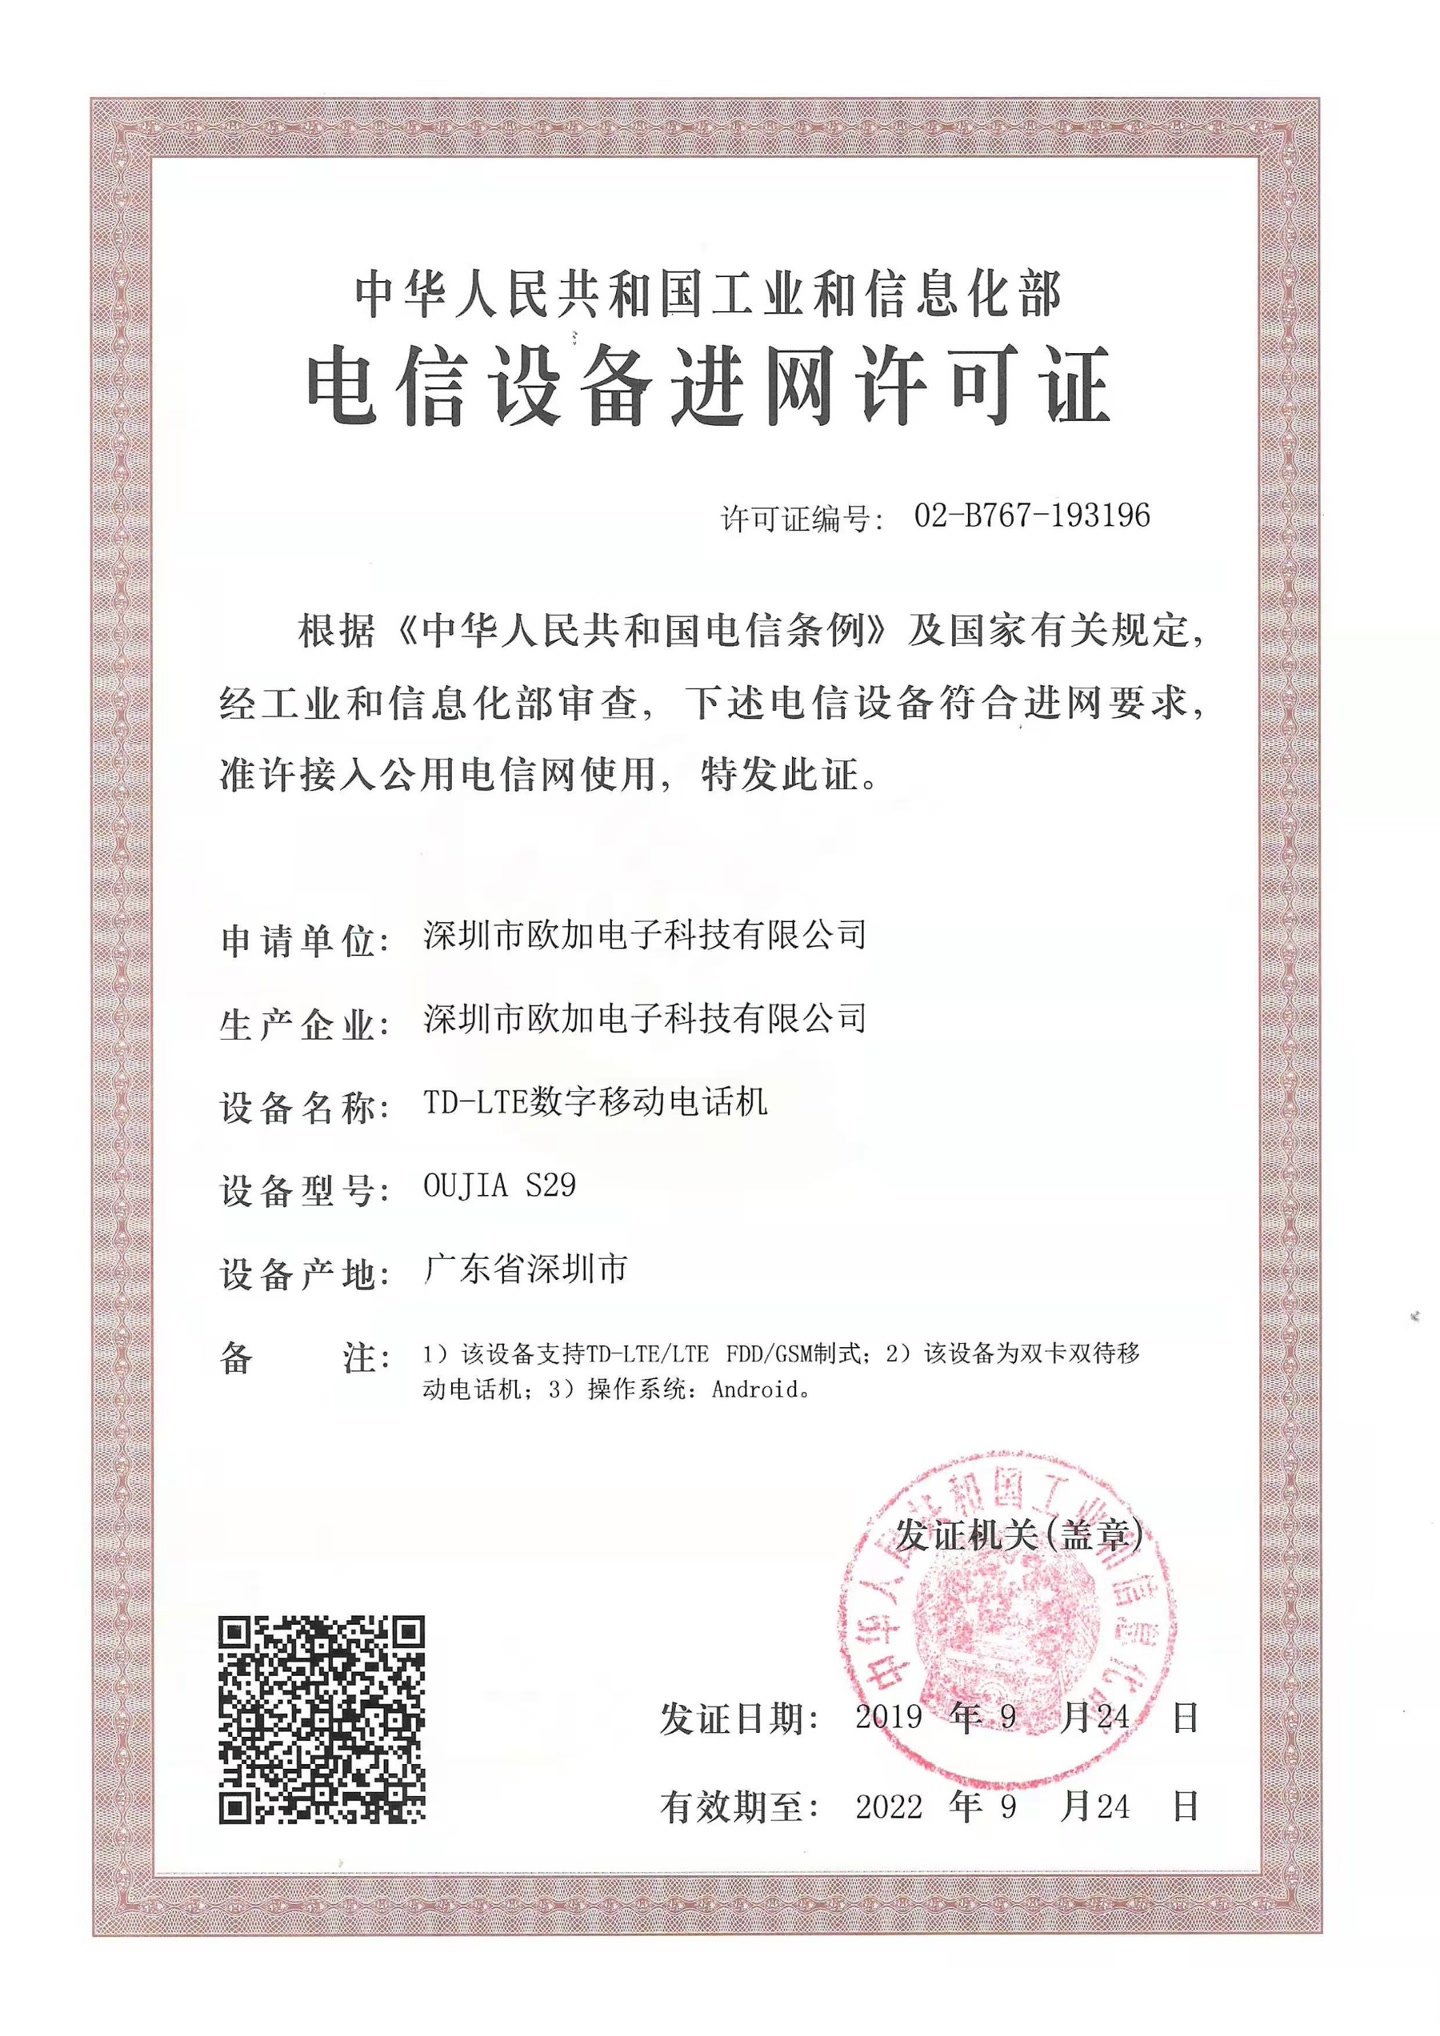 中华人民共和国工业和信息化部
电信设备进网许可证
许可证编号： 02-B767-193196
根据《中华人民共和国电信条例》及国家有关规定，
经工业和信息化部审查，下述电信设备符合进网要求，
准许接入公用电信网使用，特发此证。
申请单位： 深圳市欧加电子科技有限公司
生产企业： 深圳市欧加电子科技有限公司
设备名称： TD-LTE数字移动电话机
设备型号： OUJIA S29
设备产地： 广东省深圳市
备 注： 1）该设备支持TD-LTE/LTE FDD/GSM制式；2）该设备为双卡双待移
动电话机；3）操作系统：Android。
中华人民共和国工业和信息化部
发证机关(盖章)
发证日期： 2019 年 9 月 24 日
有效期至： 2022 年 9 月 24 日